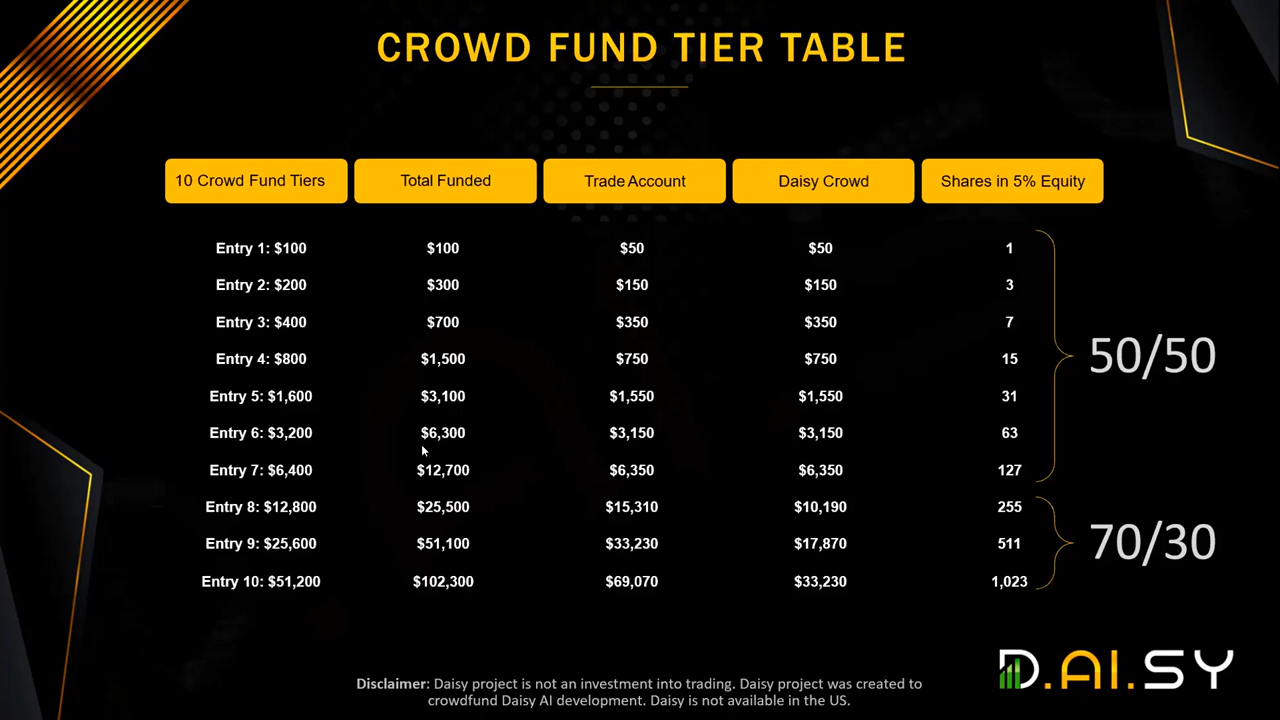 CROWD FUND TIER TABLE
10 Crowd Fund Tiers Total Funded Trade Account Daisy Crowd Shares in 5% Equity
Entry 1: $100 $100 $50 $50 1
Entry 2: $200 $300 $150 $150 3
Entry 3: $400 $700 $350 $350 7
Entry 4: $800 $1,500 $750 $750 15
50/50
Entry 5: $1,600 $3,100 $1,550 $1,550 31
Entry 6: $3,200 $6,300 $3,150 $3,150 63
Entry 7: $6,400 $12,700 $6,350 $6,350 127
Entry 8: $12,800 $25,500 $15,310 $10,190 255
Entry 9: $25,600 $51,100 $33,230 $17,870 511
70/30
Entry 10: $51,200 $102,300 $69,070 $33,230 1,023
D.AI.SY
Disclaimer: Daisy project is not an investment into trading. Daisy project was created to
crowdfund Daisy AI development. Daisy is not available in the US.